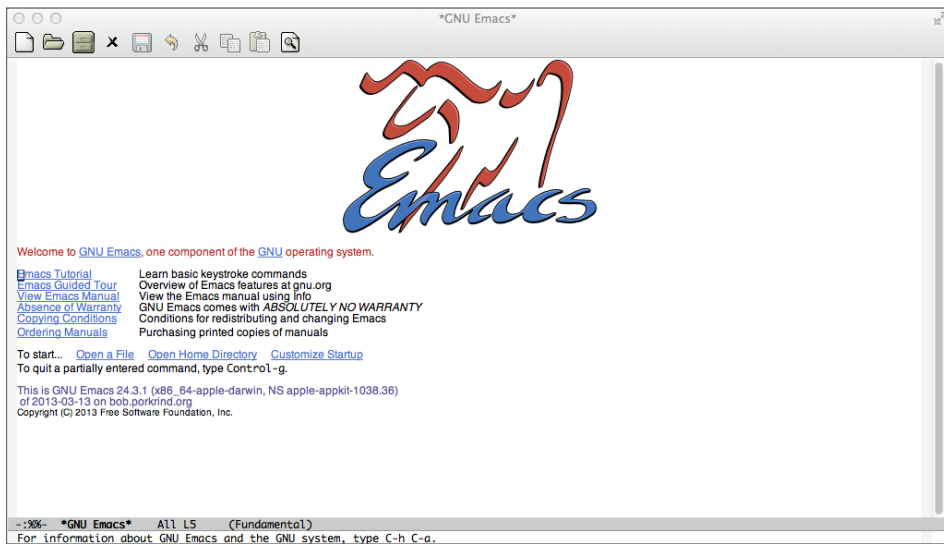 *GNU Emacs*
Emacs
Welcome to GNU Emacs, one component of the GNU operating system.
Emacs Tutorial Learn basic keystroke commands
Emacs Guided Tour Overview of Emacs features at gnu.org
View Emacs Manual View the Emacs manual using Info
Absence of Warranty GNU Emacs comes with ABSOLUTELY NO WARRANTY
Copying Conditions Conditions for redistributing and changing Emacs
Ordering Manuals Purchasing printed copies of manuals
To start... Open a File Open Home Directory Customize Startup
To quit a partially entered command, type Control-g.
This is GNU Emacs 24.3.1 (x86_64-apple-darwin, NS apple-appkit-1038.36)
of 2013-03-13 on bob.porkrind.org
Copyright (C) 2013 Free Software Foundation, Inc.
-:%%- *GNU Emacs* All L5 (Fundamental)
For information about GNU Emacs and the GNU system, type C-h C-a.